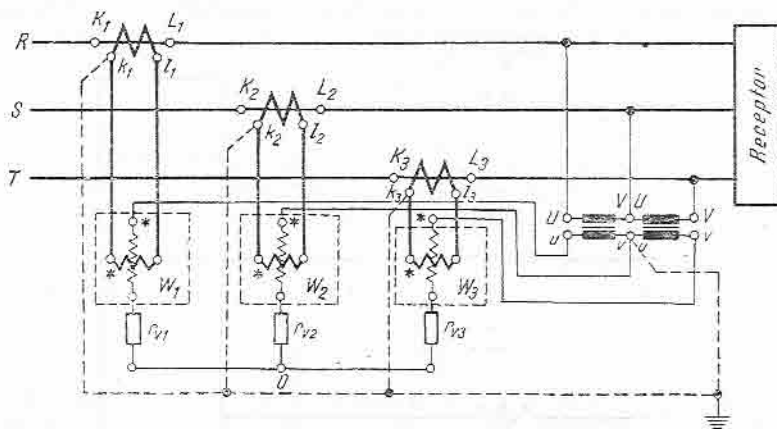 K₁ L₁
R
k₁ l₁
K₂ L₂
S
k₂ l₂
K₃ L₃
T
k₃ l₃
Receptor
U V U V
u v u v
* * *
* * *
W₁ W₂ W₃
rV1 rV2 rV3
0